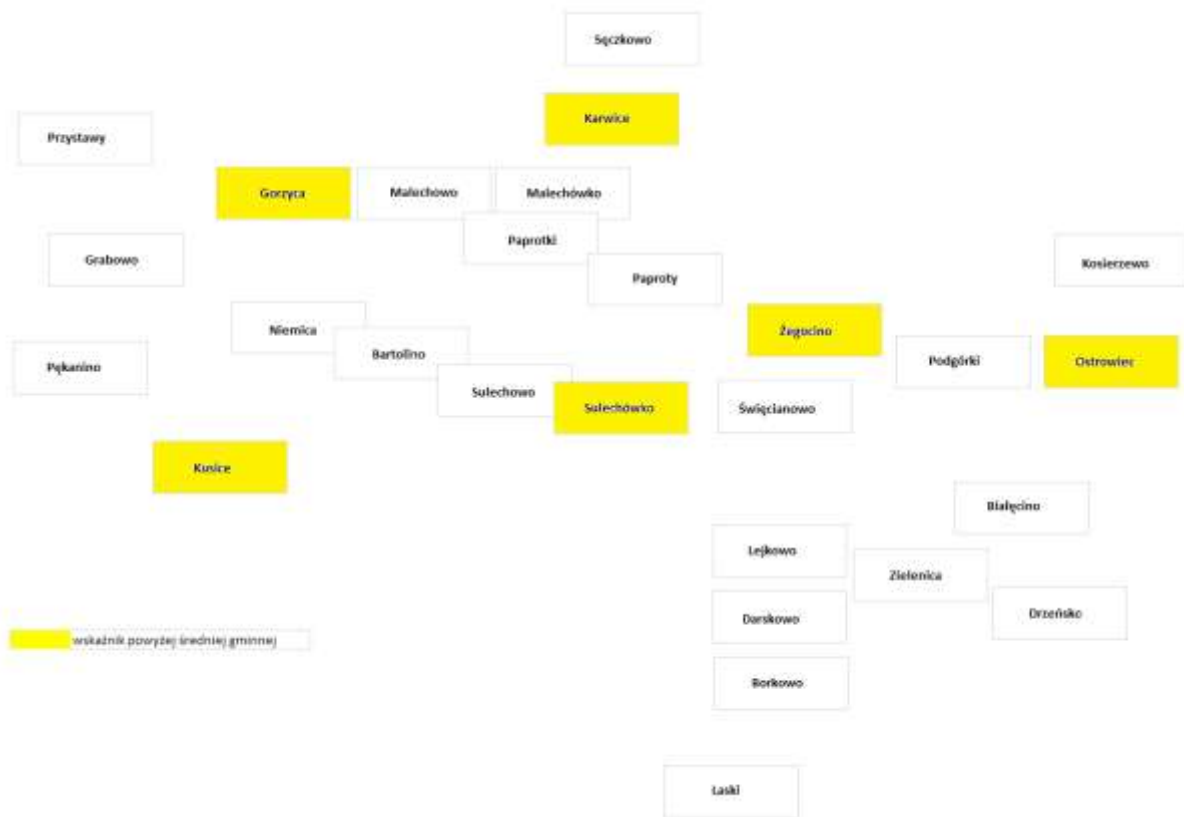 Sęczkowo
Karwice
Przystawy
Gorzyca
Malechowo
Malechówko
Paprotki
Grabowo
Paproty
Kosierzewo
Niemica
Żegocino
Bartolino
Podgórki
Ostrowiec
Pękanino
Sulechowo
Sulechówko
Święcianowo
Kusice
Białęcino
Lejkowo
Zielenica
Darskowo
Drzeńsko
wskaźnik powyżej średniej gminnej
Borkowo
Laski